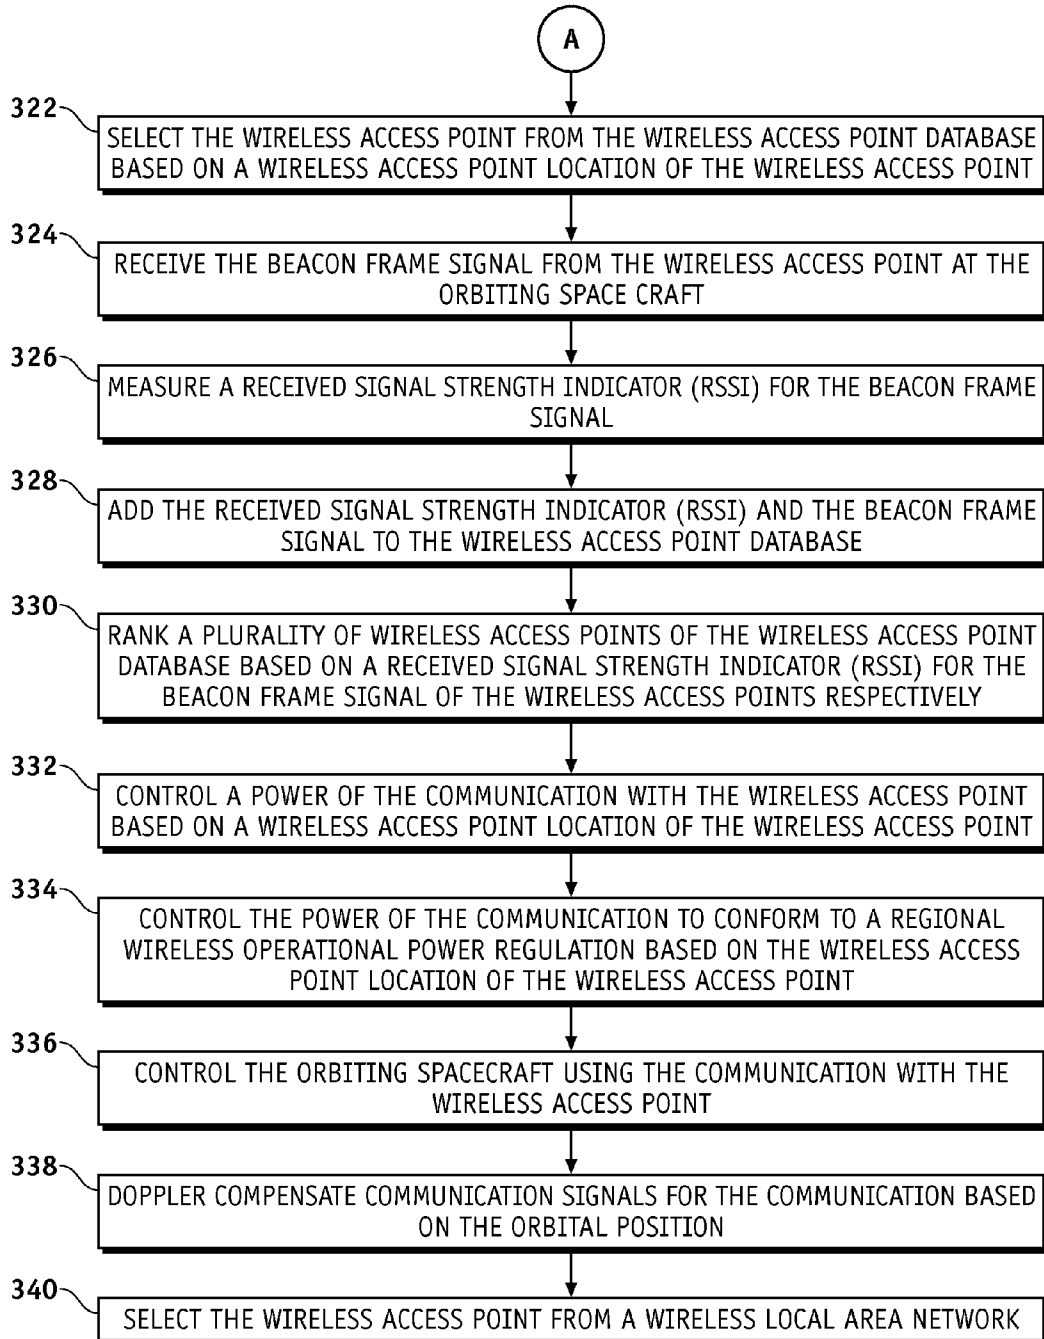 A
322
SELECT THE WIRELESS ACCESS POINT FROM THE WIRELESS ACCESS POINT DATABASE
BASED ON A WIRELESS ACCESS POINT LOCATION OF THE WIRELESS ACCESS POINT
324
RECEIVE THE BEACON FRAME SIGNAL FROM THE WIRELESS ACCESS POINT AT THE
ORBITING SPACE CRAFT
326
MEASURE A RECEIVED SIGNAL STRENGTH INDICATOR (RSSI) FOR THE BEACON FRAME
SIGNAL
328
ADD THE RECEIVED SIGNAL STRENGTH INDICATOR (RSSI) AND THE BEACON FRAME
SIGNAL TO THE WIRELESS ACCESS POINT DATABASE
330
RANK A PLURALITY OF WIRELESS ACCESS POINTS OF THE WIRELESS ACCESS POINT
DATABASE BASED ON A RECEIVED SIGNAL STRENGTH INDICATOR (RSSI) FOR THE
BEACON FRAME SIGNAL OF THE WIRELESS ACCESS POINTS RESPECTIVELY
332
CONTROL A POWER OF THE COMMUNICATION WITH THE WIRELESS ACCESS POINT
BASED ON A WIRELESS ACCESS POINT LOCATION OF THE WIRELESS ACCESS POINT
334
CONTROL THE POWER OF THE COMMUNICATION TO CONFORM TO A REGIONAL
WIRELESS OPERATIONAL POWER REGULATION BASED ON THE WIRELESS ACCESS
POINT LOCATION OF THE WIRELESS ACCESS POINT
336
CONTROL THE ORBITING SPACECRAFT USING THE COMMUNICATION WITH THE
WIRELESS ACCESS POINT
338
DOPPLER COMPENSATE COMMUNICATION SIGNALS FOR THE COMMUNICATION BASED
ON THE ORBITAL POSITION
340
SELECT THE WIRELESS ACCESS POINT FROM A WIRELESS LOCAL AREA NETWORK